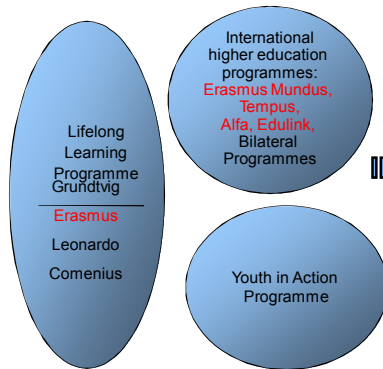 Lifelong
Learning
Programme
Grundtvig
Erasmus
Leonardo
Comenius
International
higher education
programmes:
Erasmus Mundus,
Tempus,
Alfa, Edulink,
Bilateral
Programmes
Youth in Action
Programme